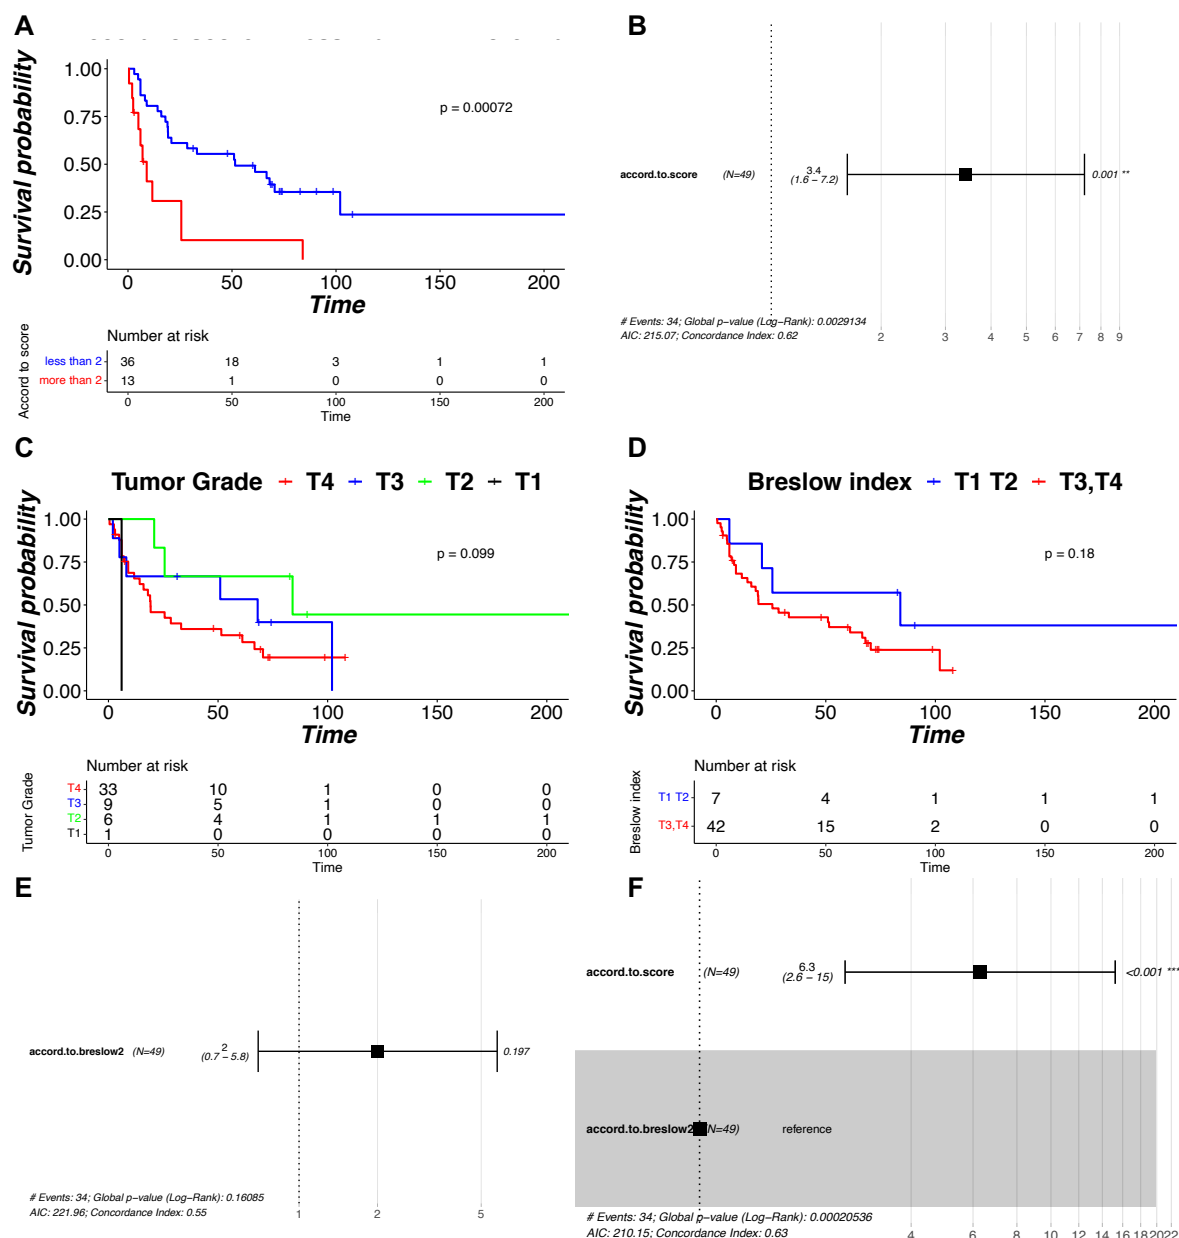 A
Survival probability
1.00
0.75
0.50
0.25
0.00
p = 0.00072
0 50 100 150 200
Time
Accord to score
Number at risk
less than 2 36 18 3 1 1
more than 2 13 1 0 0 0
0 50 100 150 200
Time
B
accord.to.score (N=49) 3.4 0.001 **
(1.6 – 7.2)
# Events: 34; Global p−value (Log−Rank): 0.0029134
AIC: 215.07; Concordance Index: 0.62
2 3 4 5 6 7 8 9
C
Tumor Grade T4 T3 T2 T1
Survival probability
1.00
0.75
0.50
0.25
0.00
p = 0.099
0 50 100 150 200
Time
Tumor Grade
Number at risk
T4 33 10 1 0 0
T3 9 5 1 0 0
T2 6 4 1 1 1
T1 1 0 0 0 0
0 50 100 150 200
Time
D
Breslow index T1 T2 T3,T4
Survival probability
1.00
0.75
0.50
0.25
0.00
p = 0.18
0 50 100 150 200
Time
Breslow index
Number at risk
T1 T2 7 4 1 1 1
T3,T4 42 15 2 0 0
0 50 100 150 200
Time
E
accord.to.breslow2 (N=49) 2 0.197
(0.7 – 5.8)
# Events: 34; Global p−value (Log−Rank): 0.16085
AIC: 221.96; Concordance Index: 0.55
1 2 5
F
accord.to.score (N=49) 6.3 <0.001 ***
(2.6 – 15)
accord.to.breslow2 (N=49) reference
# Events: 34; Global p−value (Log−Rank): 0.00020536
AIC: 210.15; Concordance Index: 0.63
4 6 8 10 12 14 16 18 20 22